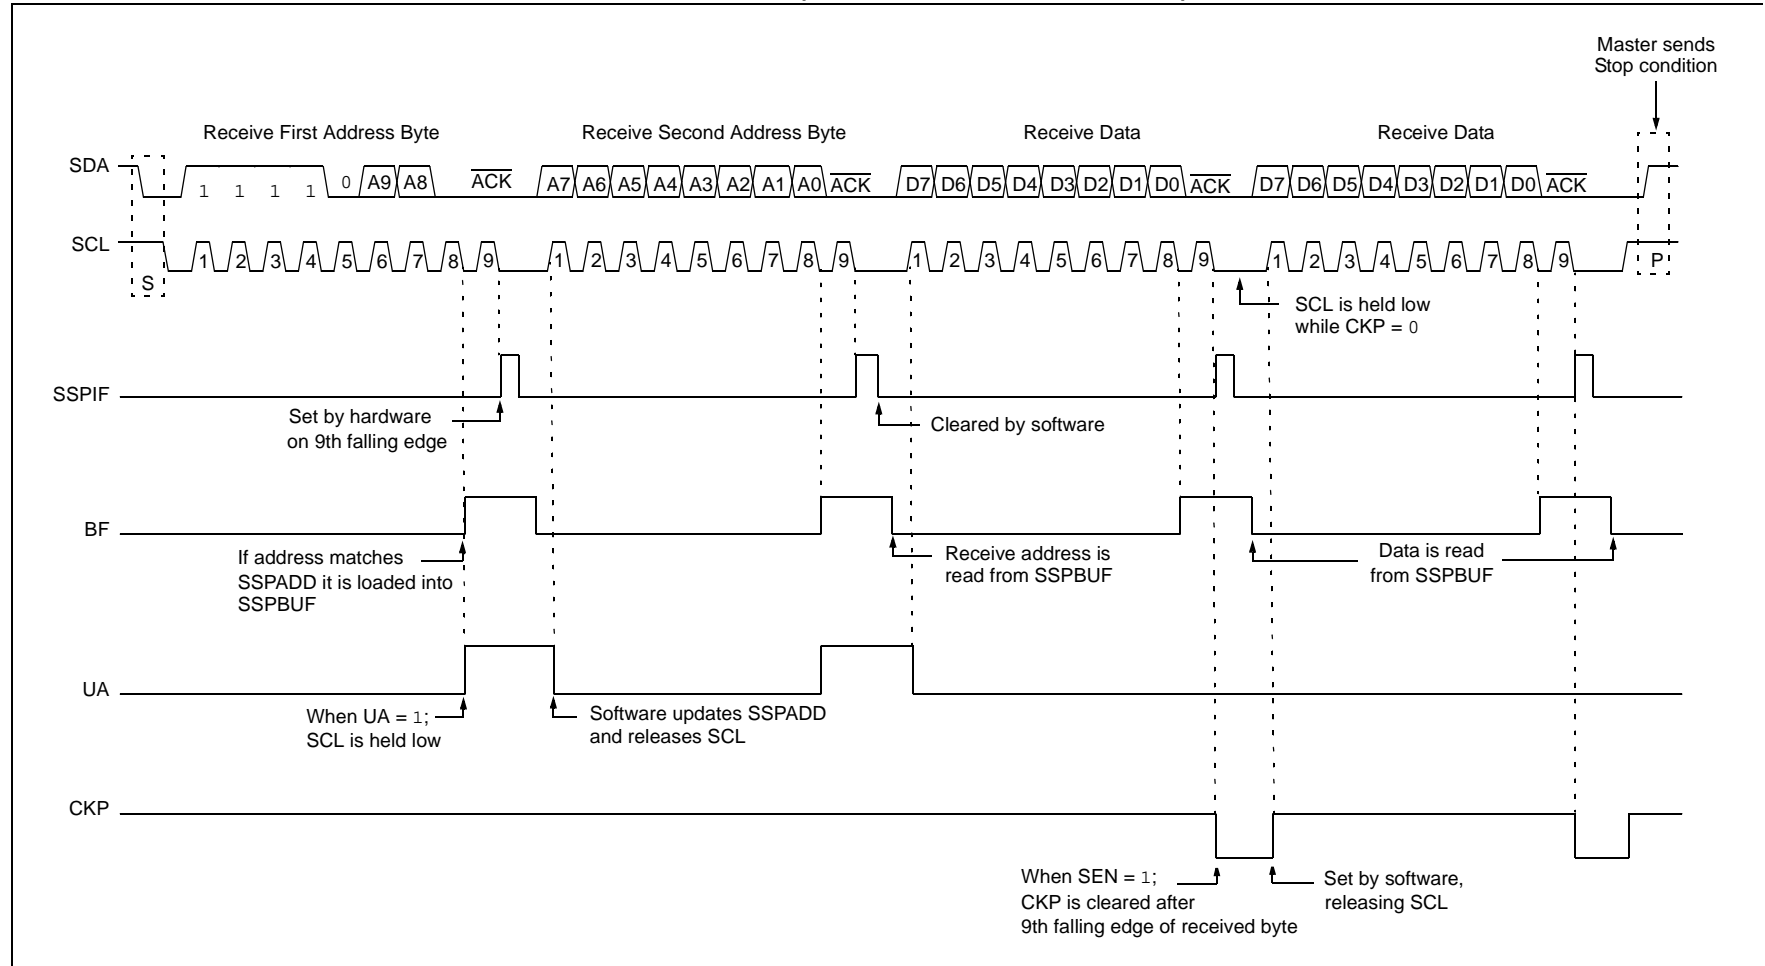 Master sends
Stop condition
Receive First Address Byte Receive Second Address Byte Receive Data Receive Data
SDA 1 1 1 1 0 A9 A8 ACK A7 A6 A5 A4 A3 A2 A1 A0 ACK D7 D6 D5 D4 D3 D2 D1 D0 ACK D7 D6 D5 D4 D3 D2 D1 D0 ACK
SCL S 1 2 3 4 5 6 7 8 9 1 2 3 4 5 6 7 8 9 1 2 3 4 5 6 7 8 9 1 2 3 4 5 6 7 8 9 P
SCL is held low
while CKP = 0
SSPIF
Set by hardware
on 9th falling edge
Cleared by software
BF
If address matches
SSPADD it is loaded into
SSPBUF
Receive address is
read from SSPBUF
Data is read
from SSPBUF
UA
When UA = 1;
SCL is held low
Software updates SSPADD
and releases SCL
CKP
When SEN = 1;
CKP is cleared after
9th falling edge of received byte
Set by software,
releasing SCL